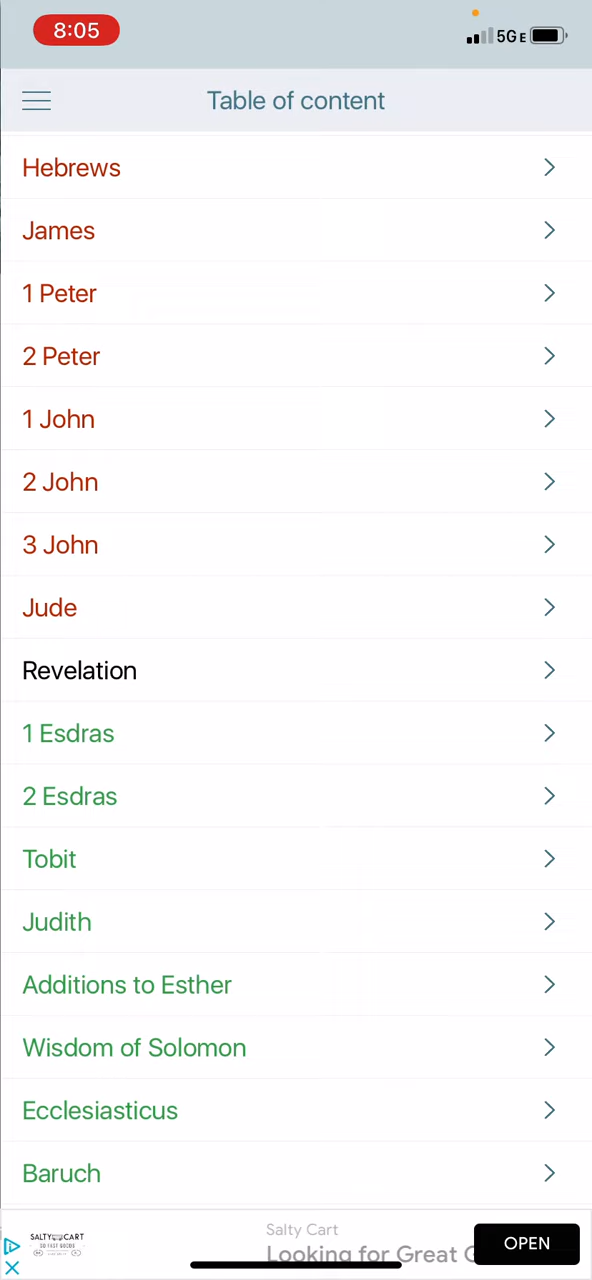 8:05
5G E
Table of content
Hebrews
James
1 Peter
2 Peter
1 John
2 John
3 John
Jude
Revelation
1 Esdras
2 Esdras
Tobit
Judith
Additions to Esther
Wisdom of Solomon
Ecclesiasticus
Baruch
SALTY CART
Salty Cart
Looking for Great
OPEN